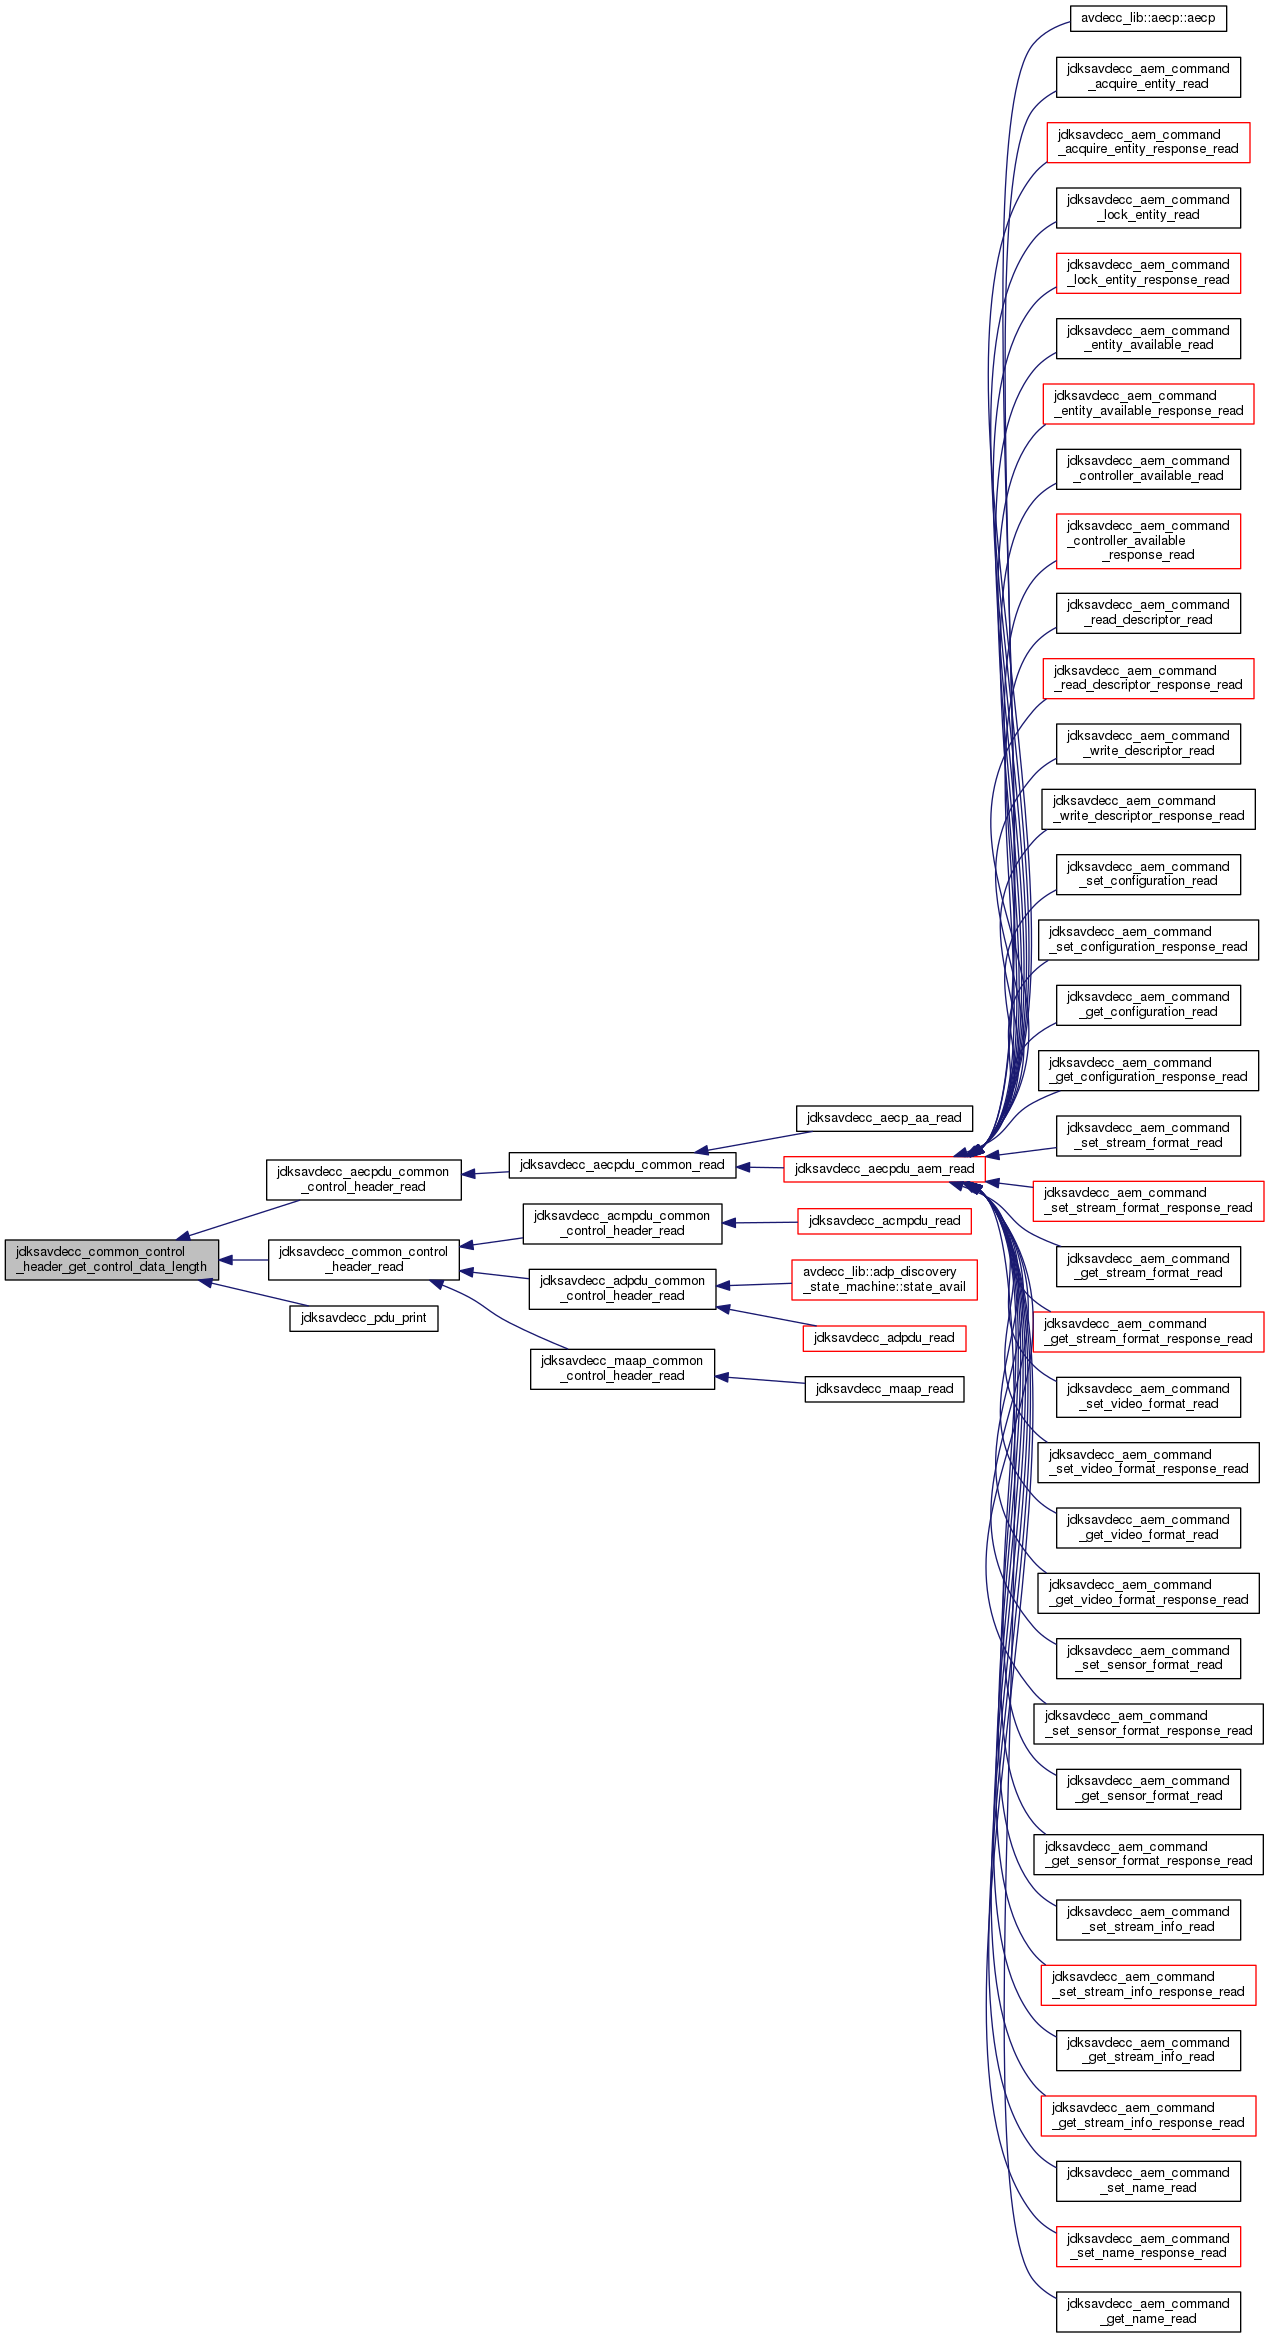 avdecc_lib::aecp::aecp
jdksavdecc_aem_command
_acquire_entity_read
jdksavdecc_aem_command
_acquire_entity_response_read
jdksavdecc_aem_command
_lock_entity_read
jdksavdecc_aem_command
_lock_entity_response_read
jdksavdecc_aem_command
_entity_available_read
jdksavdecc_aem_command
_entity_available_response_read
jdksavdecc_aem_command
_controller_available_read
jdksavdecc_aem_command
_controller_available
_response_read
jdksavdecc_aem_command
_read_descriptor_read
jdksavdecc_aem_command
_read_descriptor_response_read
jdksavdecc_aem_command
_write_descriptor_read
jdksavdecc_aem_command
_write_descriptor_response_read
jdksavdecc_aem_command
_set_configuration_read
jdksavdecc_aem_command
_set_configuration_response_read
jdksavdecc_aem_command
_get_configuration_read
jdksavdecc_aem_command
_get_configuration_response_read
jdksavdecc_aecp_aa_read
jdksavdecc_aem_command
_set_stream_format_read
jdksavdecc_aecpdu_common_read
jdksavdecc_aecpdu_aem_read
jdksavdecc_aecpdu_common
_control_header_read
jdksavdecc_aem_command
_set_stream_format_response_read
jdksavdecc_acmpdu_common
_control_header_read
jdksavdecc_acmpdu_read
jdksavdecc_common_control
_header_get_control_data_length
jdksavdecc_common_control
_header_read
jdksavdecc_aem_command
_get_stream_format_read
jdksavdecc_adpdu_common
_control_header_read
avdecc_lib::adp_discovery
_state_machine::state_avail
jdksavdecc_pdu_print
jdksavdecc_adpdu_read
jdksavdecc_aem_command
_get_stream_format_response_read
jdksavdecc_maap_common
_control_header_read
jdksavdecc_maap_read
jdksavdecc_aem_command
_set_video_format_read
jdksavdecc_aem_command
_set_video_format_response_read
jdksavdecc_aem_command
_get_video_format_read
jdksavdecc_aem_command
_get_video_format_response_read
jdksavdecc_aem_command
_set_sensor_format_read
jdksavdecc_aem_command
_set_sensor_format_response_read
jdksavdecc_aem_command
_get_sensor_format_read
jdksavdecc_aem_command
_get_sensor_format_response_read
jdksavdecc_aem_command
_set_stream_info_read
jdksavdecc_aem_command
_set_stream_info_response_read
jdksavdecc_aem_command
_get_stream_info_read
jdksavdecc_aem_command
_get_stream_info_response_read
jdksavdecc_aem_command
_set_name_read
jdksavdecc_aem_command
_set_name_response_read
jdksavdecc_aem_command
_get_name_read